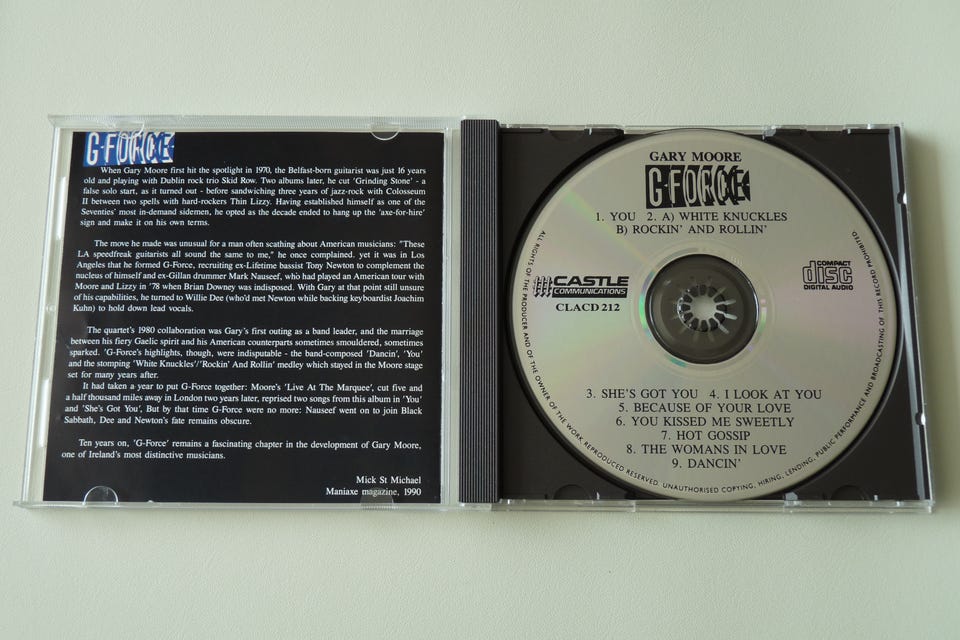 G-FORCE
When Gary Moore first hit the spotlight in 1970, the Belfast-born guitarist was just 16 years
old and playing with Dublin rock trio Skid Row. Two albums later, he cut 'Grinding Stone' - a
false solo start, as it turned out - before sandwiching three years of jazz-rock with Colosseum
II between two spells with hard-rockers Thin Lizzy. Having established himself as one of the
Seventies' most in-demand sidemen, he opted as the decade ended to hang up the 'axe-for-hire'
sign and make it on his own terms.
The move he made was unusual for a man often scathing about American musicians: "These
LA speedfreak guitarists all sound the same to me," he once complained. yet it was in Los
Angeles that he formed G-Force, recruiting ex-Lifetime bassist Tony Newton to complement the
nucleus of himself and ex-Gillan drummer Mark Nauseef, who had played an American tour with
Moore and Lizzy in '78 when Brian Downey was indisposed. With Gary at that point still unsure
of his capabilities, he turned to Willie Dee (who'd met Newton while backing keyboardist Joachim
Kuhn) to hold down lead vocals.
The quartet's 1980 collaboration was Gary's first outing as a band leader, and the marriage
between his fiery Gaelic spirit and his American counterparts sometimes smouldered, sometimes
sparked. 'G-Force's highlights, though, were indisputable - the band-composed 'Dancin', 'You'
and the stomping 'White Knuckles'/'Rockin' And Rollin' medley which stayed in the Moore stage
set for many years after.
It had taken a year to put G-Force together: Moore's 'Live At The Marquee', cut five and
a half thousand miles away in London two years later, reprised two songs from this album in 'You'
and 'She's Got You', But by that time G-Force were no more: Nauseef went on to join Black
Sabbath, Dee and Newton's fate remains obscure.
Ten years on, 'G-Force' remains a fascinating chapter in the development of Gary Moore,
one of Ireland's most distinctive musicians.
Mick St Michael
Maniaxe magazine, 1990
GARY MOORE
G-FORCE
1. YOU 2. A) WHITE KNUCKLES
B) ROCKIN' AND ROLLIN'
CASTLE
COMMUNICATIONS
CLACD 212
COMPACT
disc
DIGITAL AUDIO
3. SHE'S GOT YOU 4. I LOOK AT YOU
5. BECAUSE OF YOUR LOVE
6. YOU KISSED ME SWEETLY
7. HOT GOSSIP
8. THE WOMANS IN LOVE
9. DANCIN'
ALL RIGHTS OF THE PRODUCER AND OF THE OWNER OF THE WORK REPRODUCED RESERVED. UNAUTHORISED COPYING, HIRING, LENDING, PUBLIC PERFORMANCE AND BROADCASTING OF THIS RECORD PROHIBITED